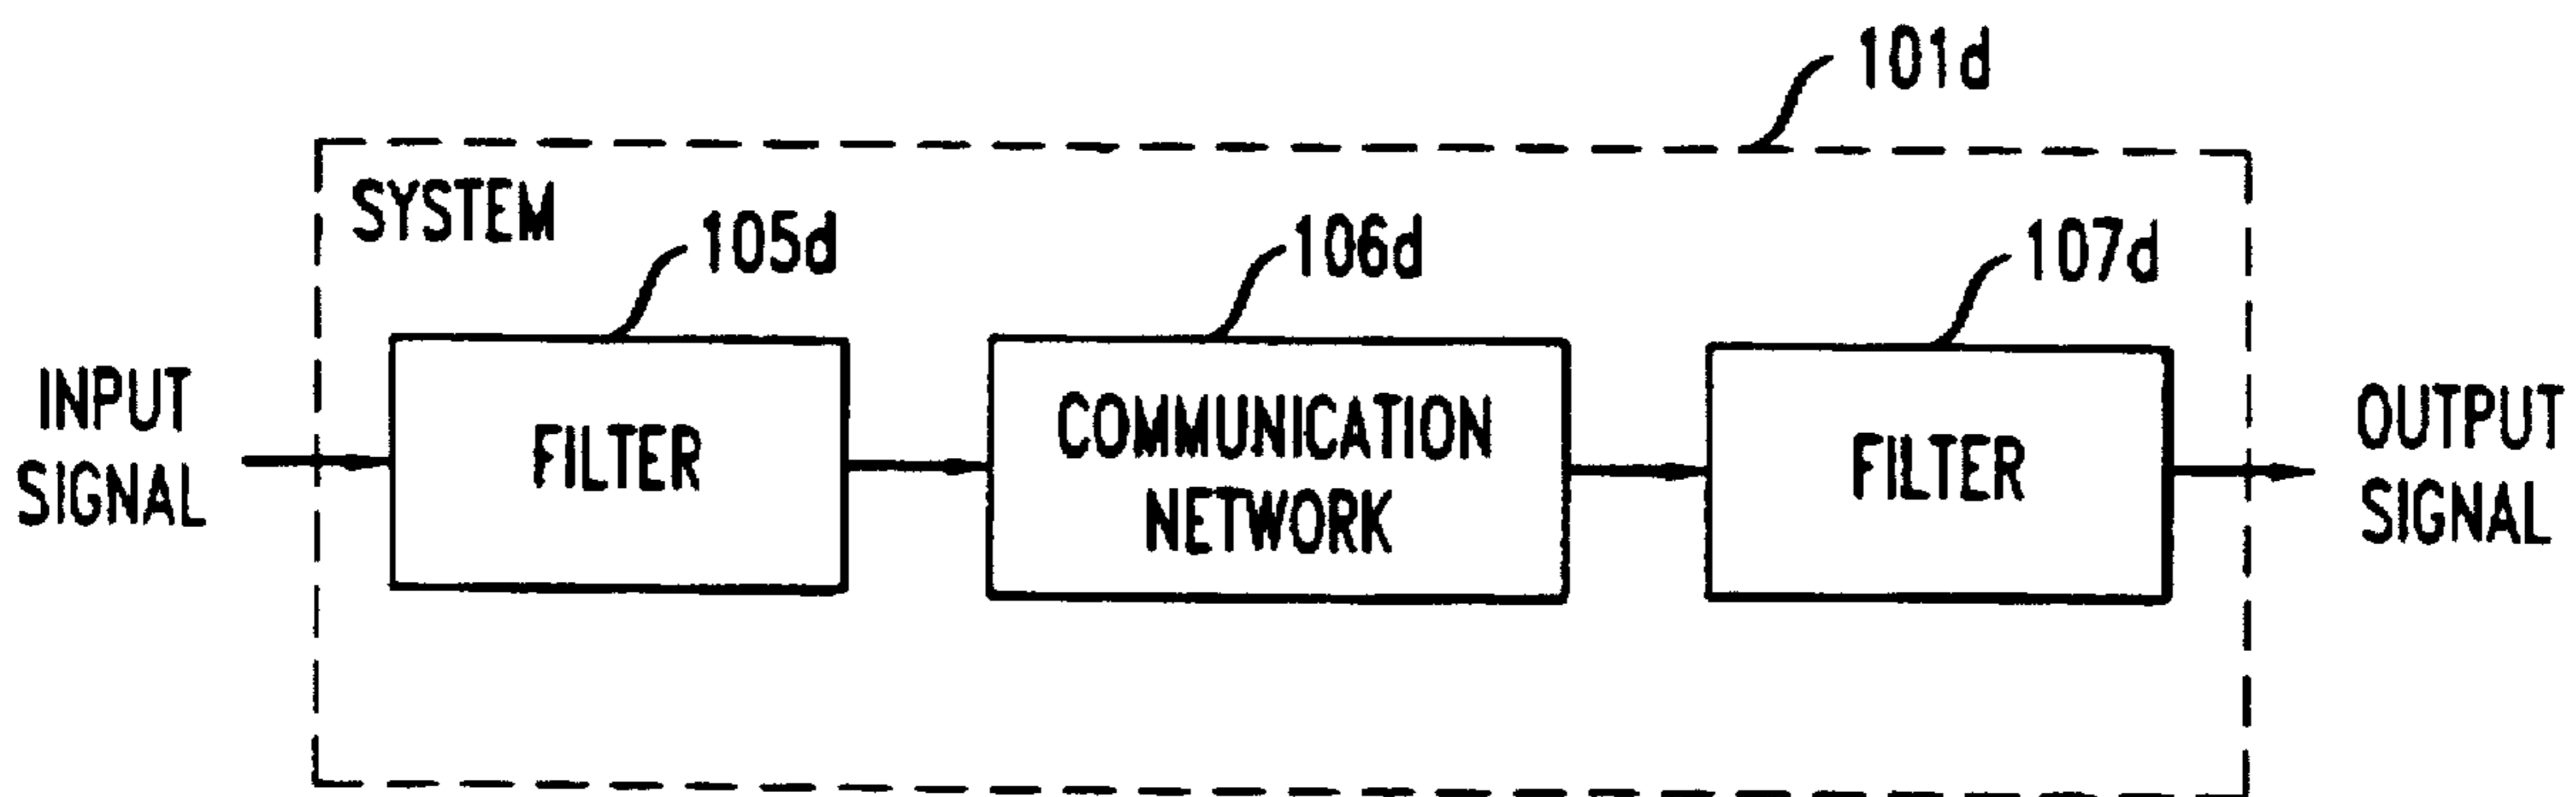 101d
SYSTEM
105d
106d
107d
INPUT
SIGNAL
FILTER
COMMUNICATION
NETWORK
FILTER
OUTPUT
SIGNAL